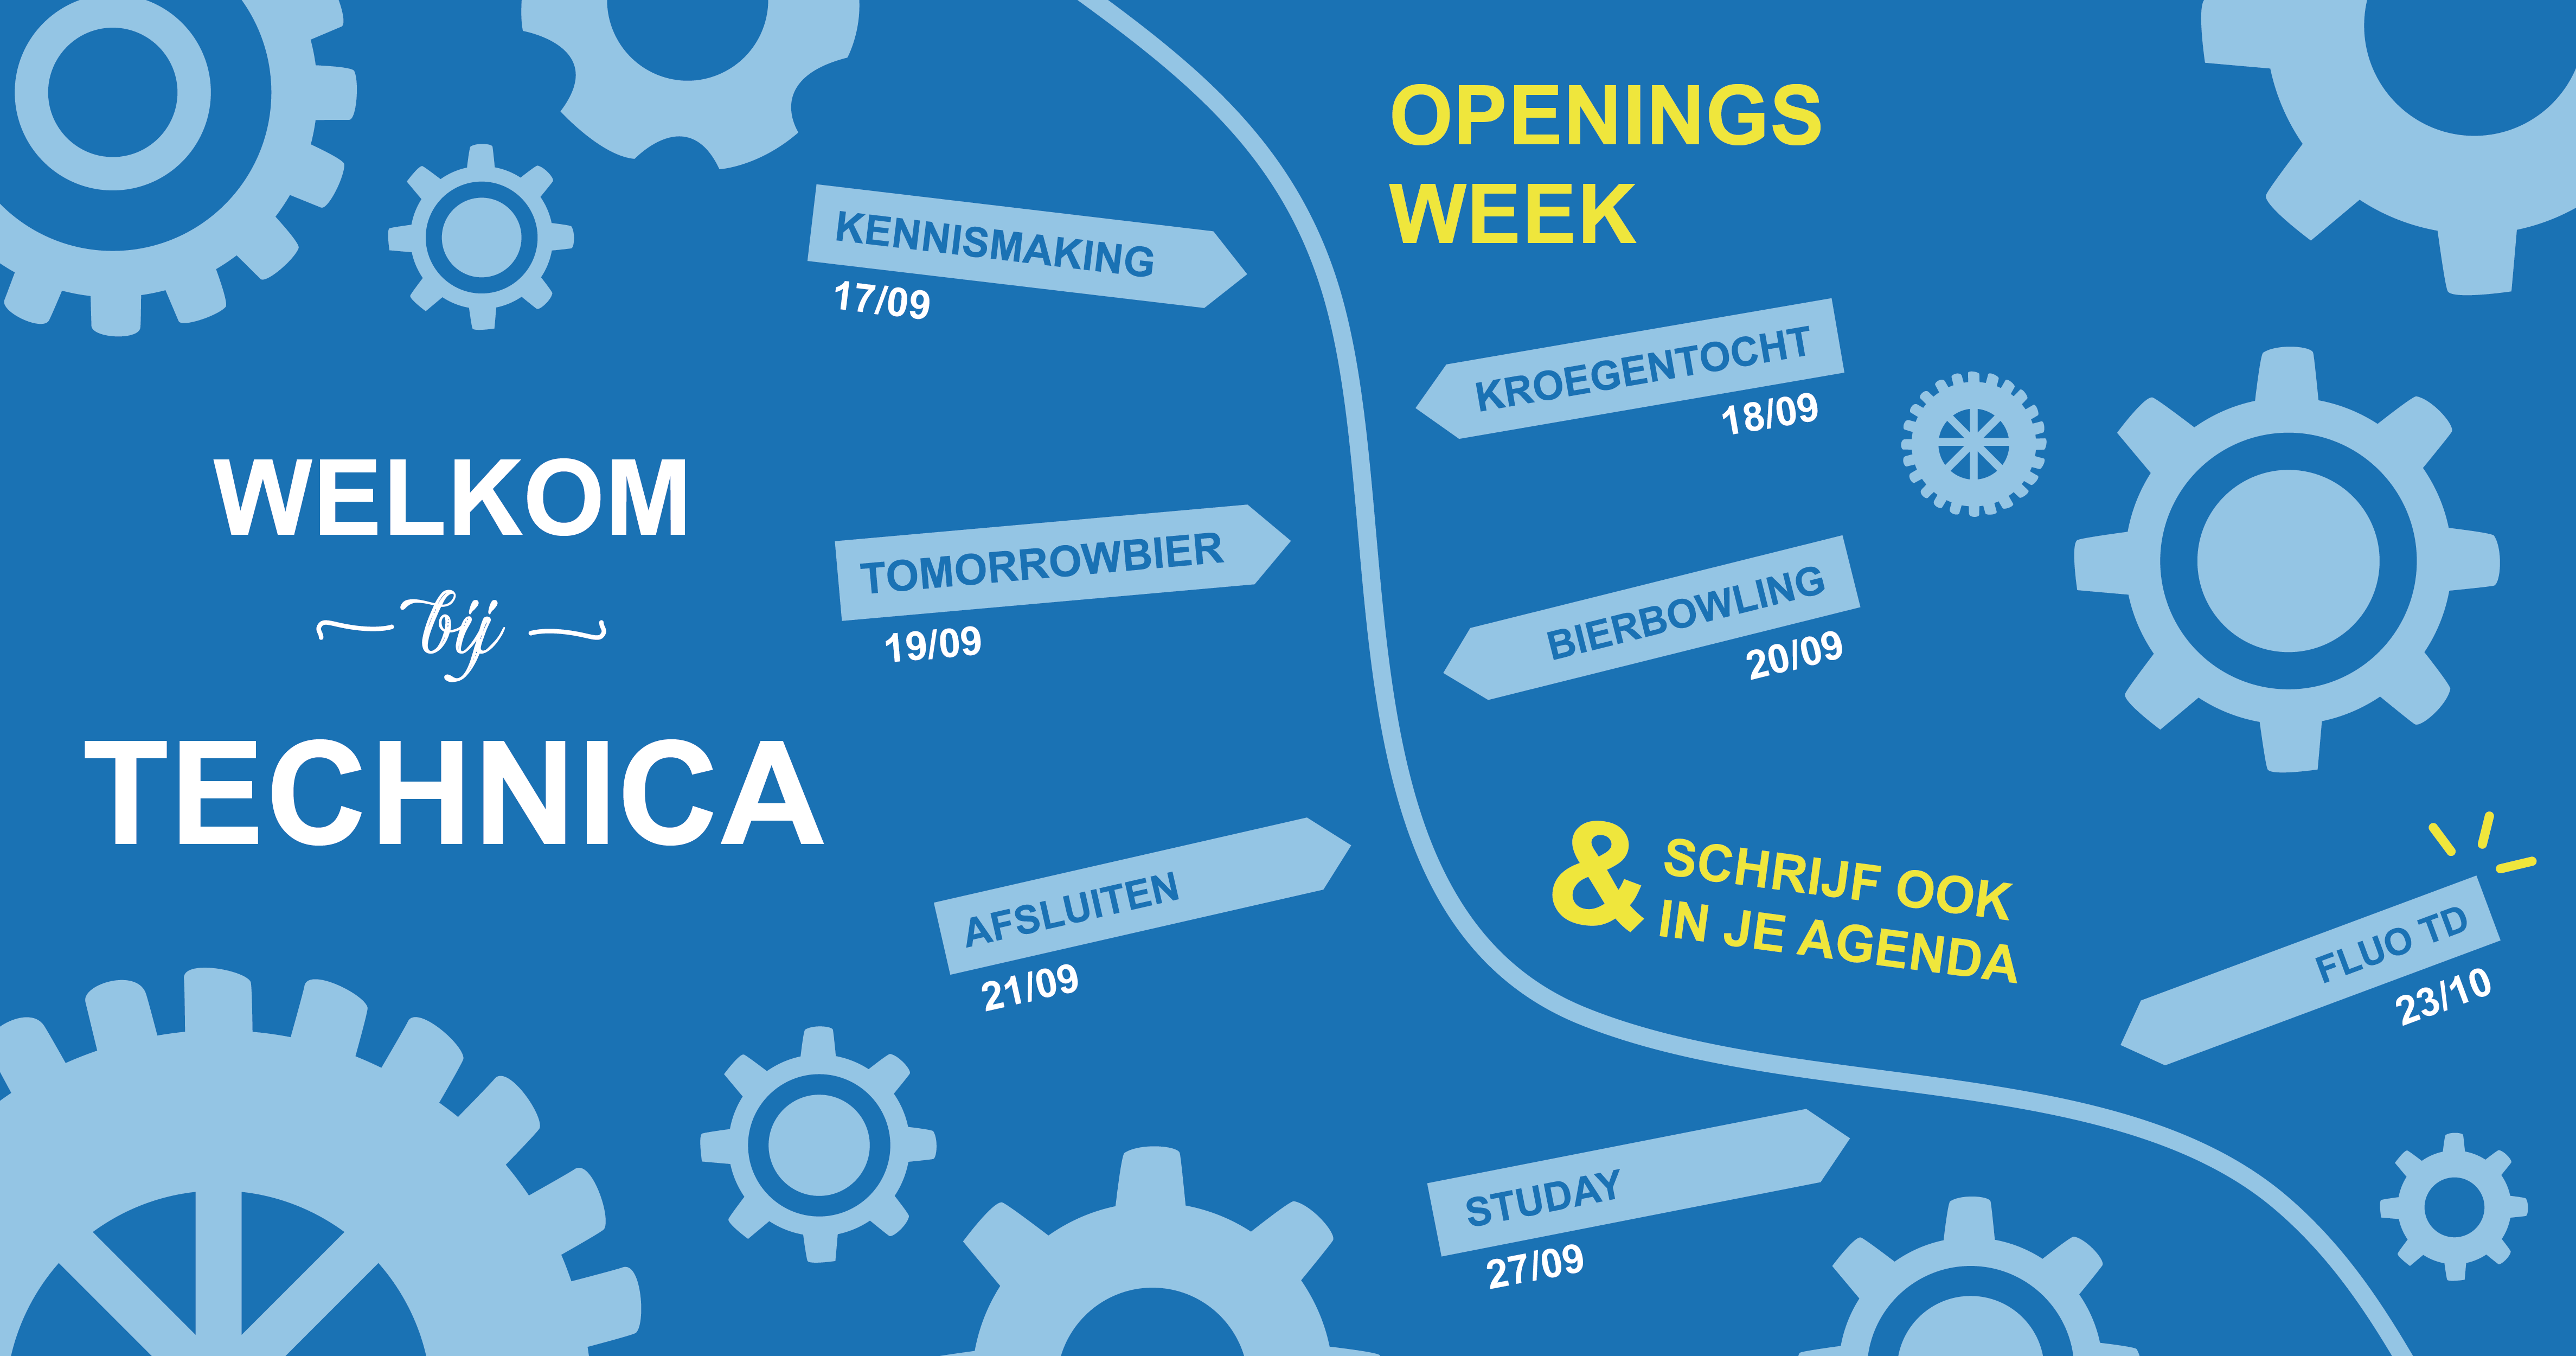 WELKOM
bij
TECHNICA
OPENINGS
WEEK
KENNISMAKING
17/09
KROEGENTOCHT
18/09
TOMORROWBIER
19/09
BIERBOWLING
20/09
AFSLUITEN
21/09
& SCHRIJF OOK
IN JE AGENDA
STUDAY
27/09
FLUO TD
23/10